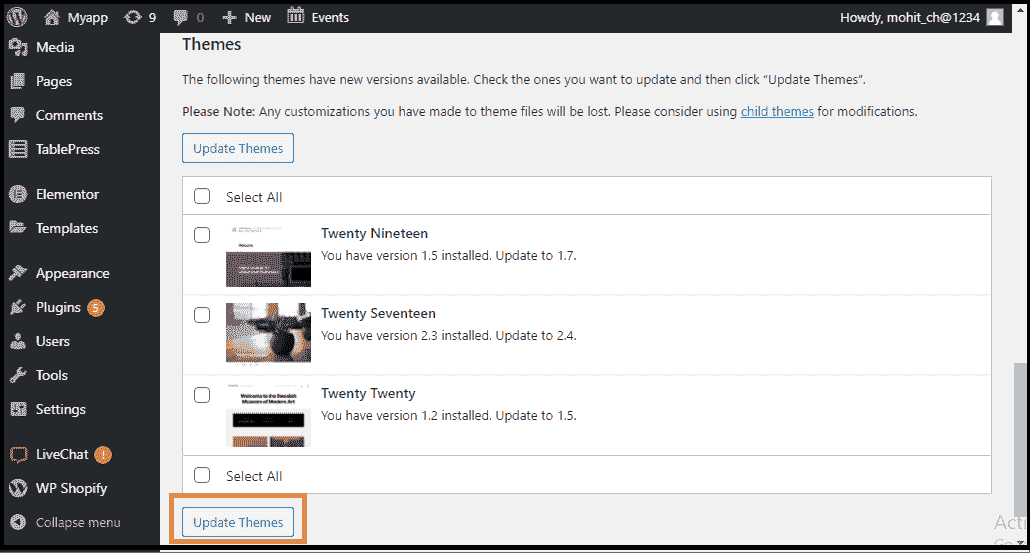 Myapp 9 0 New Events Howdy, mohit_ch@1234
Media
Pages
Comments
TablePress
Elementor
Templates
Appearance
Plugins 5
Users
Tools
Settings
LiveChat !
WP Shopify
Collapse menu
Themes
The following themes have new versions available. Check the ones you want to update and then click “Update Themes”.
Please Note: Any customizations you have made to theme files will be lost. Please consider using child themes for modifications.
Update Themes
Select All
Twenty Nineteen
You have version 1.5 installed. Update to 1.7.
Welcome
Twenty Seventeen
You have version 2.3 installed. Update to 2.4.
Twenty Twenty
You have version 1.2 installed. Update to 1.5.
Welcome to the Swedish
Museum of Modern Art
Select All
Update Themes
Acti